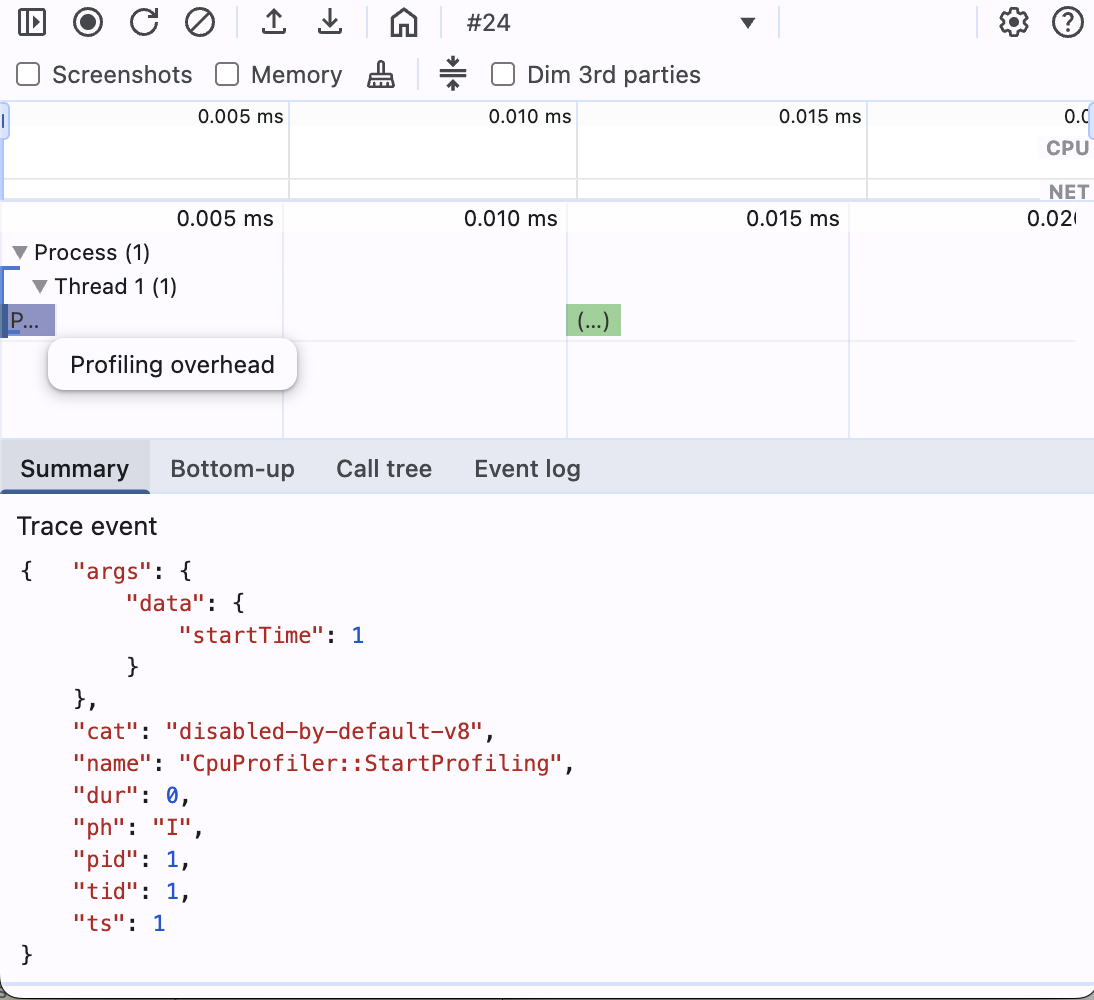 #24
Screenshots Memory Dim 3rd parties
0.005 ms 0.010 ms 0.015 ms 0.0
CPU
NET
0.005 ms 0.010 ms 0.015 ms 0.02
Process (1)
Thread 1 (1)
P... (...)
Profiling overhead
Summary Bottom-up Call tree Event log
Trace event
{ "args": {
"data": {
"startTime": 1
}
},
"cat": "disabled-by-default-v8",
"name": "CpuProfiler::StartProfiling",
"dur": 0,
"ph": "I",
"pid": 1,
"tid": 1,
"ts": 1
}